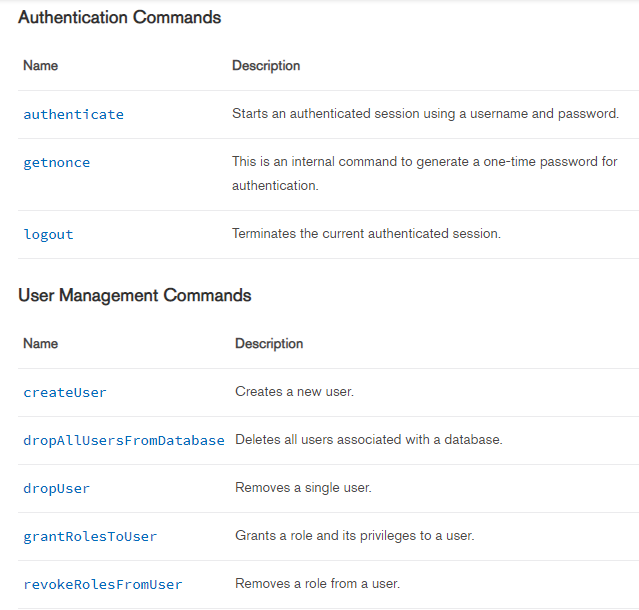 Authentication Commands
Name Description
authenticate Starts an authenticated session using a username and password.
getnonce This is an internal command to generate a one-time password for
authentication.
logout Terminates the current authenticated session.
User Management Commands
Name Description
createUser Creates a new user.
dropAllUsersFromDatabase Deletes all users associated with a database.
dropUser Removes a single user.
grantRolesToUser Grants a role and its privileges to a user.
revokeRolesFromUser Removes a role from a user.